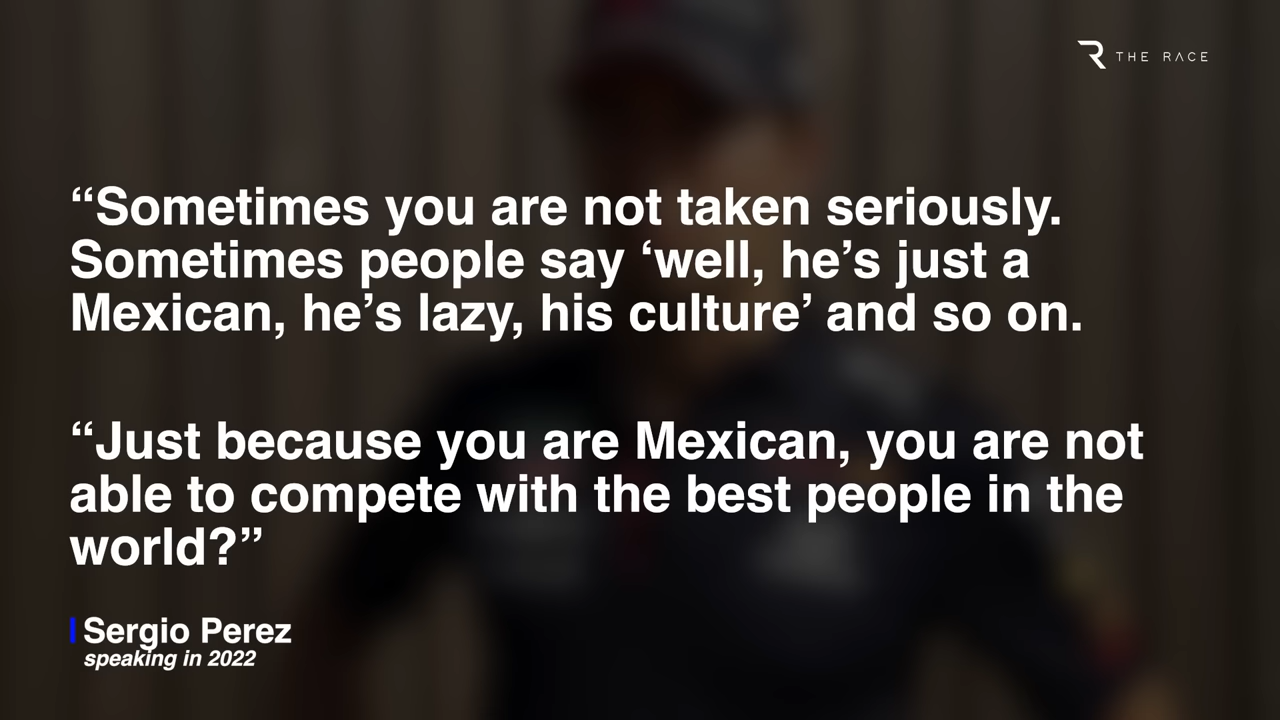 THE RACE
“Sometimes you are not taken seriously.
Sometimes people say ‘well, he’s just a
Mexican, he’s lazy, his culture’ and so on.
“Just because you are Mexican, you are not
able to compete with the best people in the
world?”
Sergio Perez
speaking in 2022